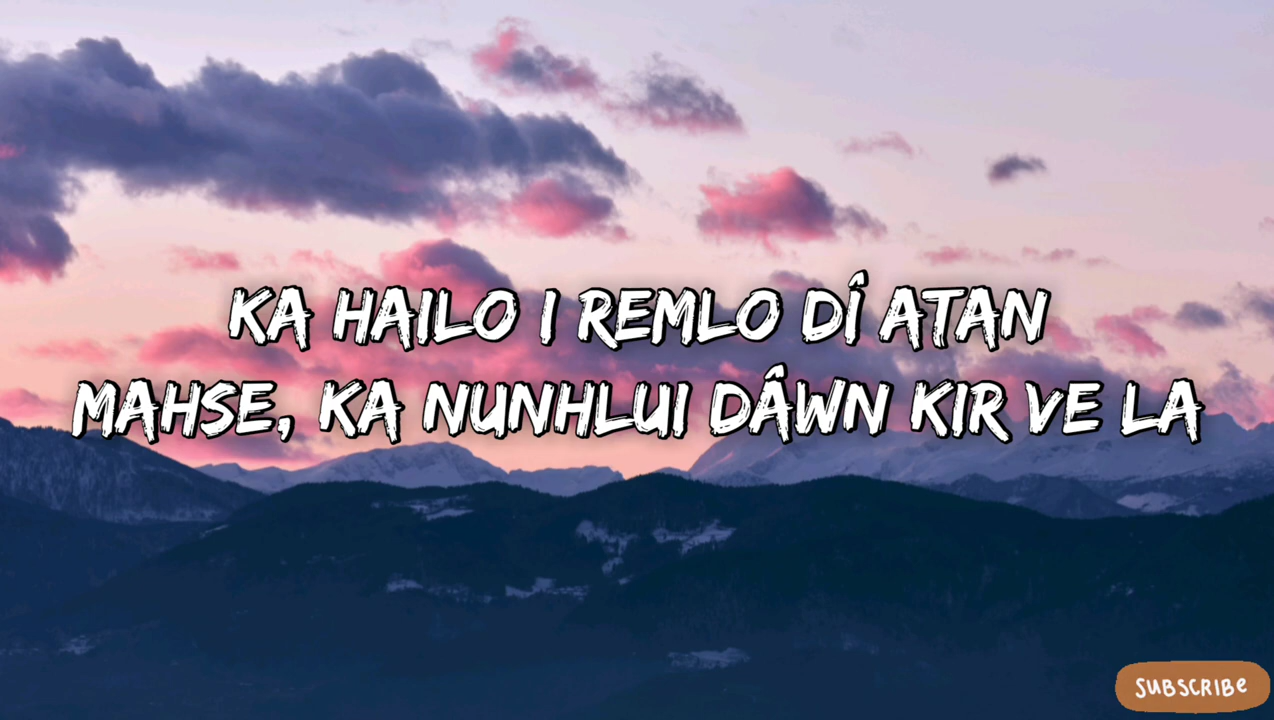 KA HAILO I REMLO DÎ ATAN
MAHSE, KA NUNHLUI DÂWN KIR VE LA
SUBSCRIBe